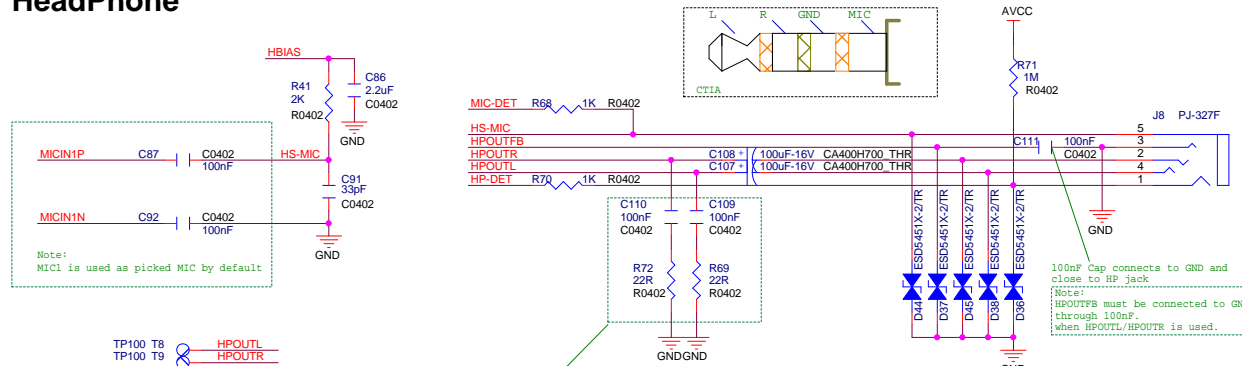 HeadPhone
HBIAS
R41
2K
R0402
C86
2.2uF
C0402
GND
MICIN1P
C87
C0402
100nF
HS-MIC
C91
33pF
C0402
MICIN1N
C92
C0402
100nF
GND
Note:
MIC1 is used as picked MIC by default
TP100 T8
HPOUTL
TP100 T9
HPOUTR
L
R
GND
MIC
CTIA
AVCC
R71
1M
R0402
MIC-DET
R68
1K
R0402
HS-MIC
HPOUTFB
HPOUTR
HPOUTL
HP-DET
R70
1K
R0402
C108
+
100uF-16V
CA400H700_THR
C107
+
100uF-16V
CA400H700_THR
C111
100nF
C0402
J8
PJ-327F
5
3
2
4
1
GND
C110
100nF
C0402
C109
100nF
C0402
R72
22R
R0402
R69
22R
R0402
GND
GND
ESD5451X-2/TR
ESD5451X-2/TR
ESD5451X-2/TR
ESD5451X-2/TR
ESD5451X-2/TR
D44
D37
D45
D38
D36
GND
100nF Cap connects to GND and
close to HP jack
Note:
HPOUTFB must be connected to GN
through 100nF.
when HPOUTL/HPOUTR is used.